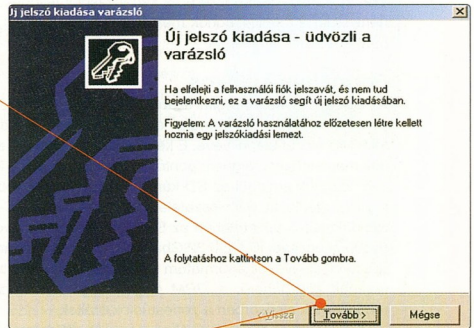 Új jelszó kiadása varázsló
Új jelszó kiadása - üdvözli a
varázsló
Ha elfelejti a felhasználói fiók jelszavát, és nem tud
bejelentkezni, ez a varázsló segít új jelszó kiadásában.
Figyelem: A varázsló használatához előzetesen létre kellett
hoznia egy jelszókiadási lemezt.
A folytatáshoz kattintson a Tovább gombra.
< Vissza
Tovább >
Mégse